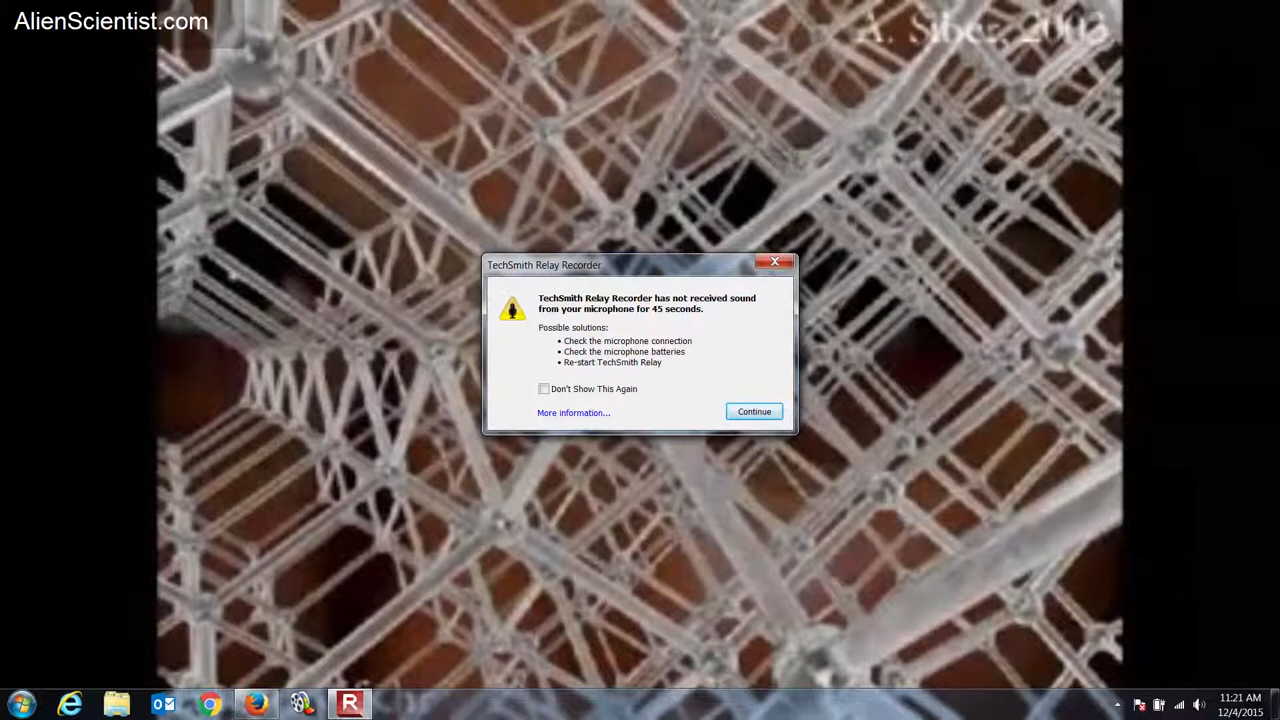 AlienScientist.com
A. Siber, 2003
TechSmith Relay Recorder
TechSmith Relay Recorder has not received sound
from your microphone for 45 seconds.
Possible solutions:
• Check the microphone connection
• Check the microphone batteries
• Re-start TechSmith Relay
Don't Show This Again
More information...
Continue
11:21 AM
12/4/2015